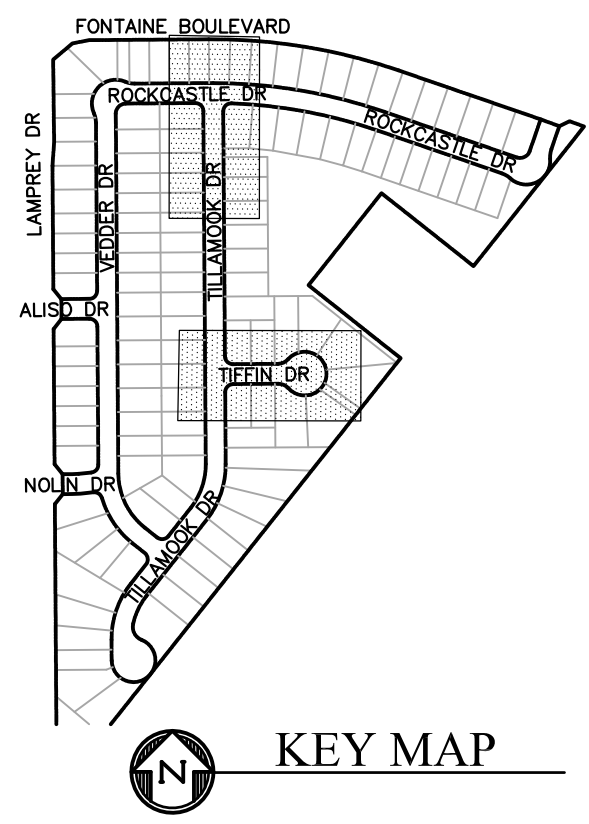 FONTAINE BOULEVARD
ROCKCASTLE DR
ROCKCASTLE DR
LAMPREY DR
VEDDER DR
TILLAMOOK DR
ALISO DR
TIFFIN DR
NOLIN DR
TILLAMOOK DR
N
KEY MAP